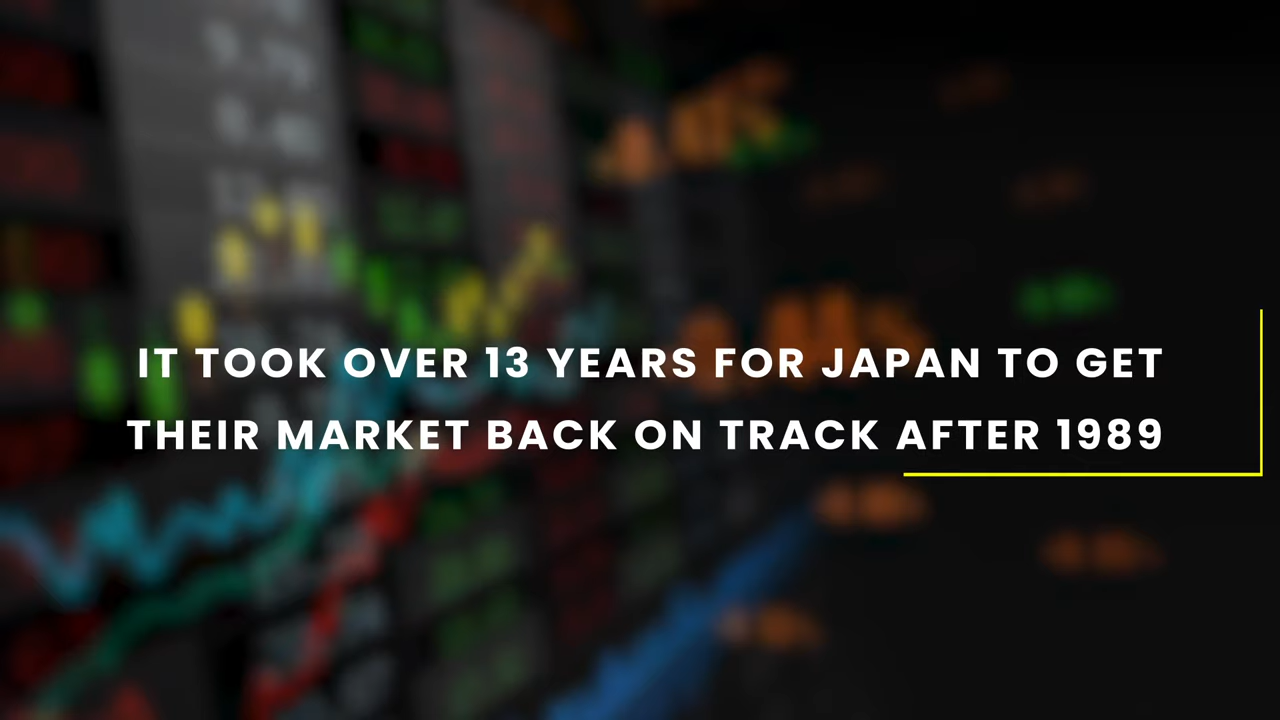 IT TOOK OVER 13 YEARS FOR JAPAN TO GET
THEIR MARKET BACK ON TRACK AFTER 1989